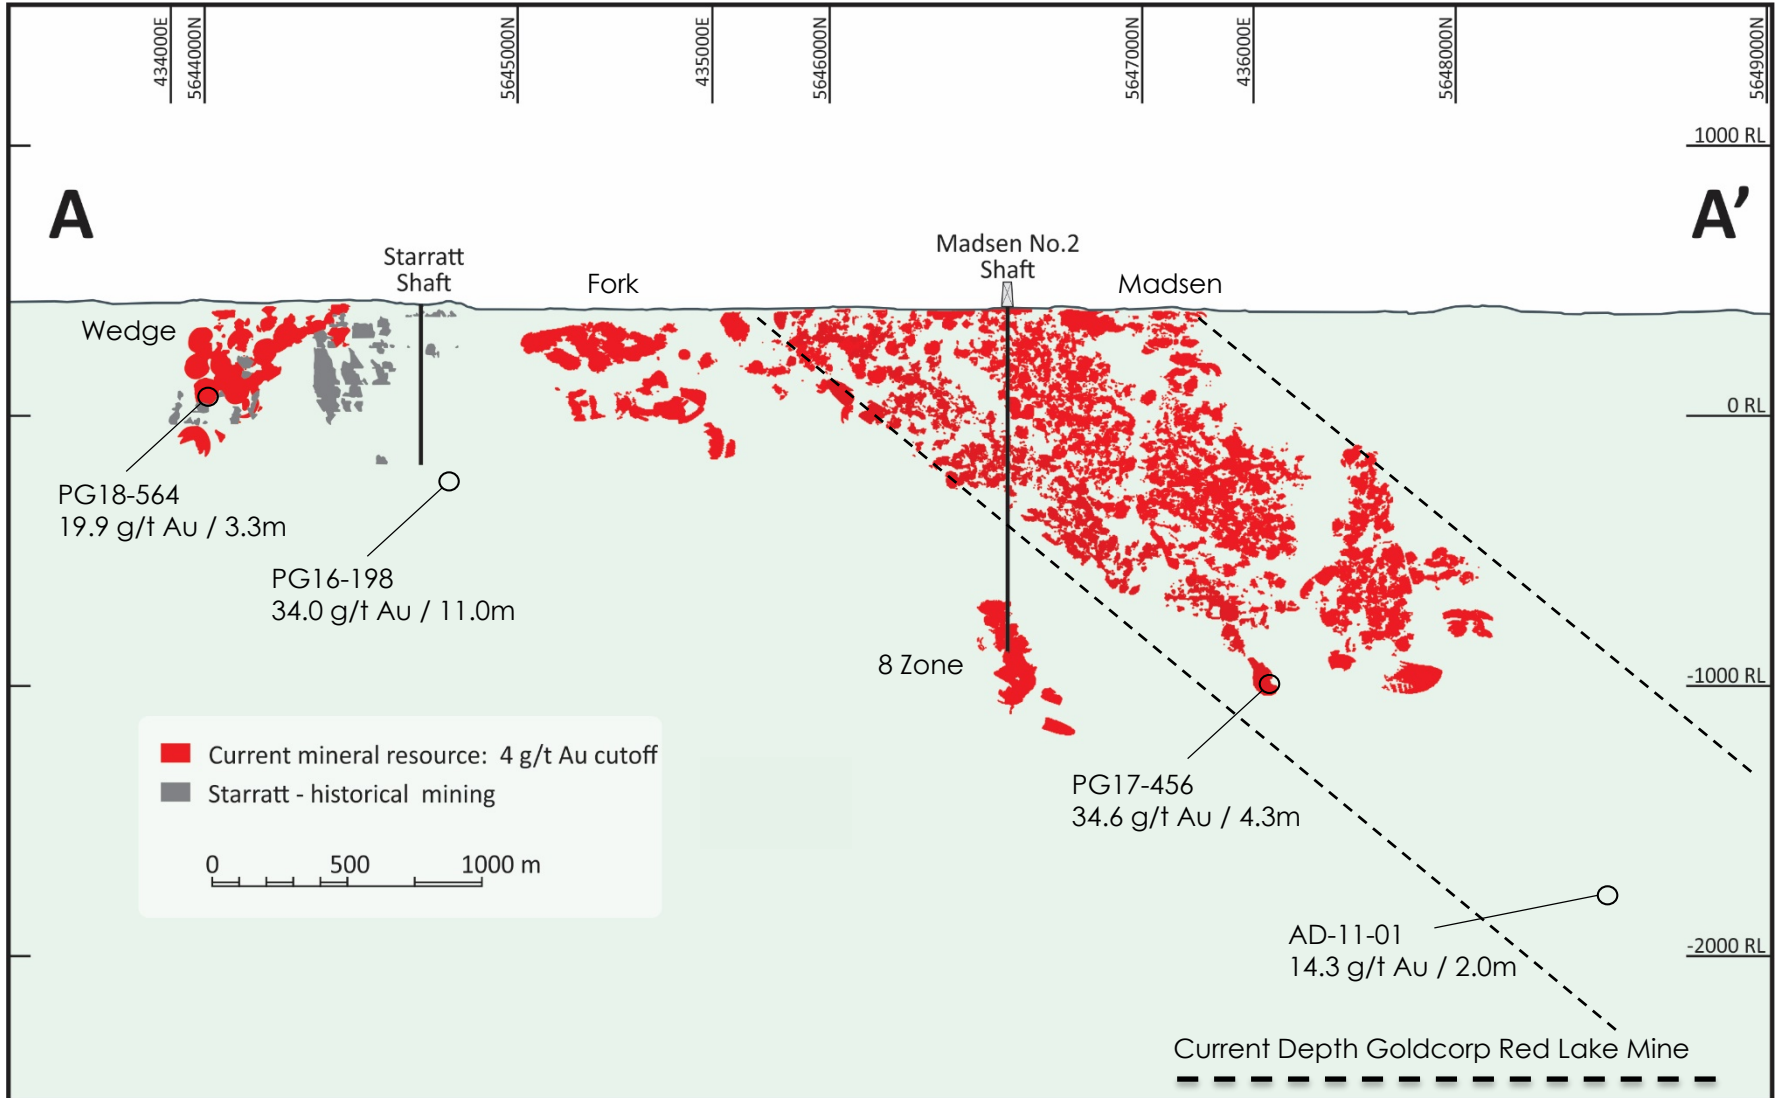 434000E
5644000N
5645000N
435000E
5646000N
5647000N
436000E
5648000N
5649000N
1000 RL
A
A’
Starratt
Shaft
Fork
Madsen No.2
Shaft
Madsen
Wedge
0 RL
PG18-564
19.9 g/t Au / 3.3m
PG16-198
34.0 g/t Au / 11.0m
8 Zone
-1000 RL
Current mineral resource: 4 g/t Au cutoff
Starratt - historical mining
0 500 1000 m
PG17-456
34.6 g/t Au / 4.3m
AD-11-01
14.3 g/t Au / 2.0m
-2000 RL
Current Depth Goldcorp Red Lake Mine